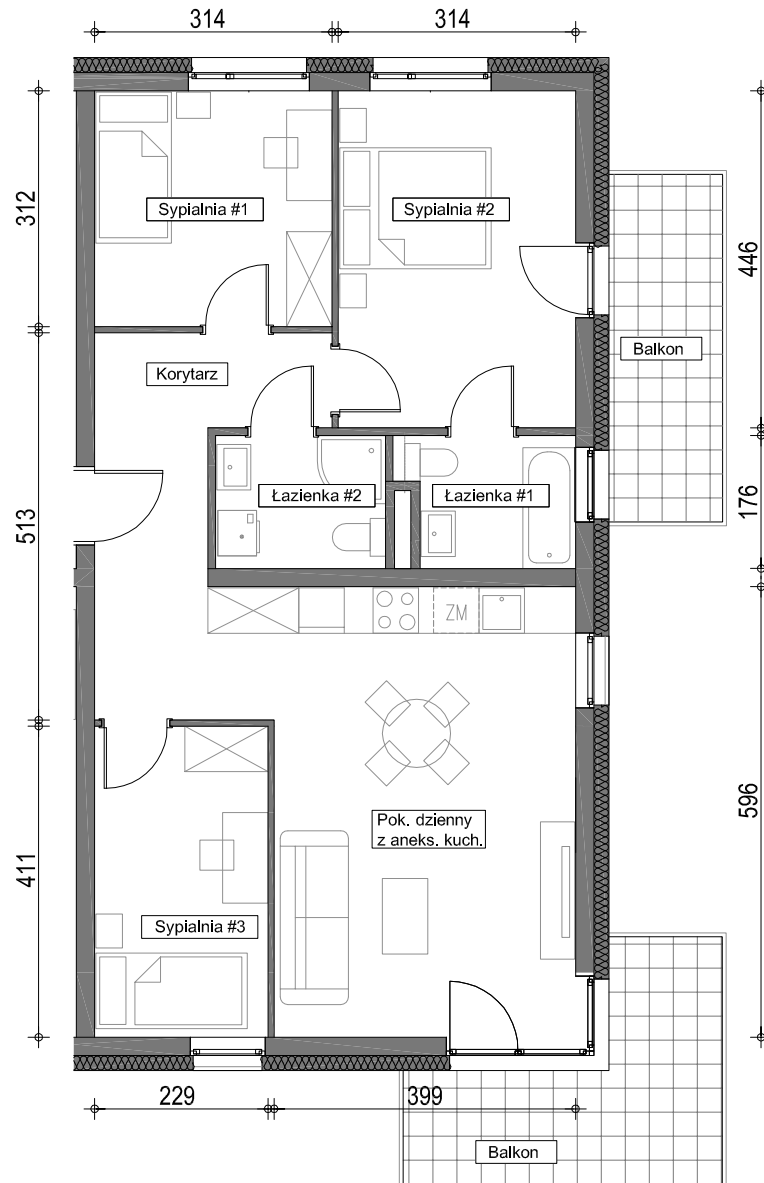 314
314
312
Sypialnia #1
Sypialnia #2
446
Balkon
Korytarz
513
Łazienka #2
Łazienka #1
176
ZM
596
Pok. dzienny
z aneks. kuch.
411
Sypialnia #3
229
399
Balkon